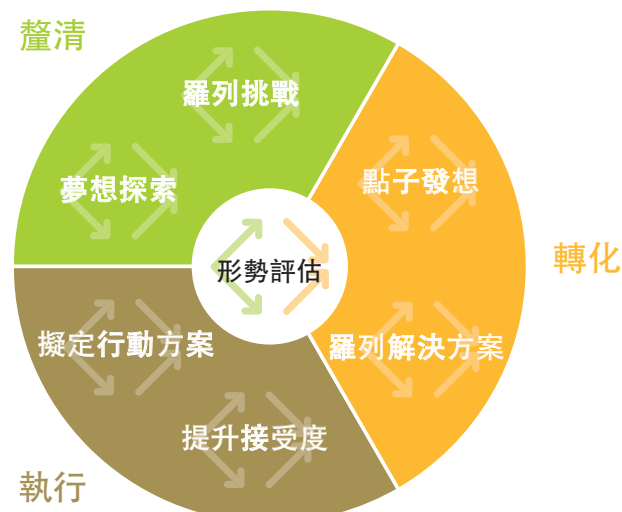 釐清
羅列挑戰
夢想探索
點子發想
轉化
形勢評估
擬定行動方案
羅列解決方案
提升接受度
執行